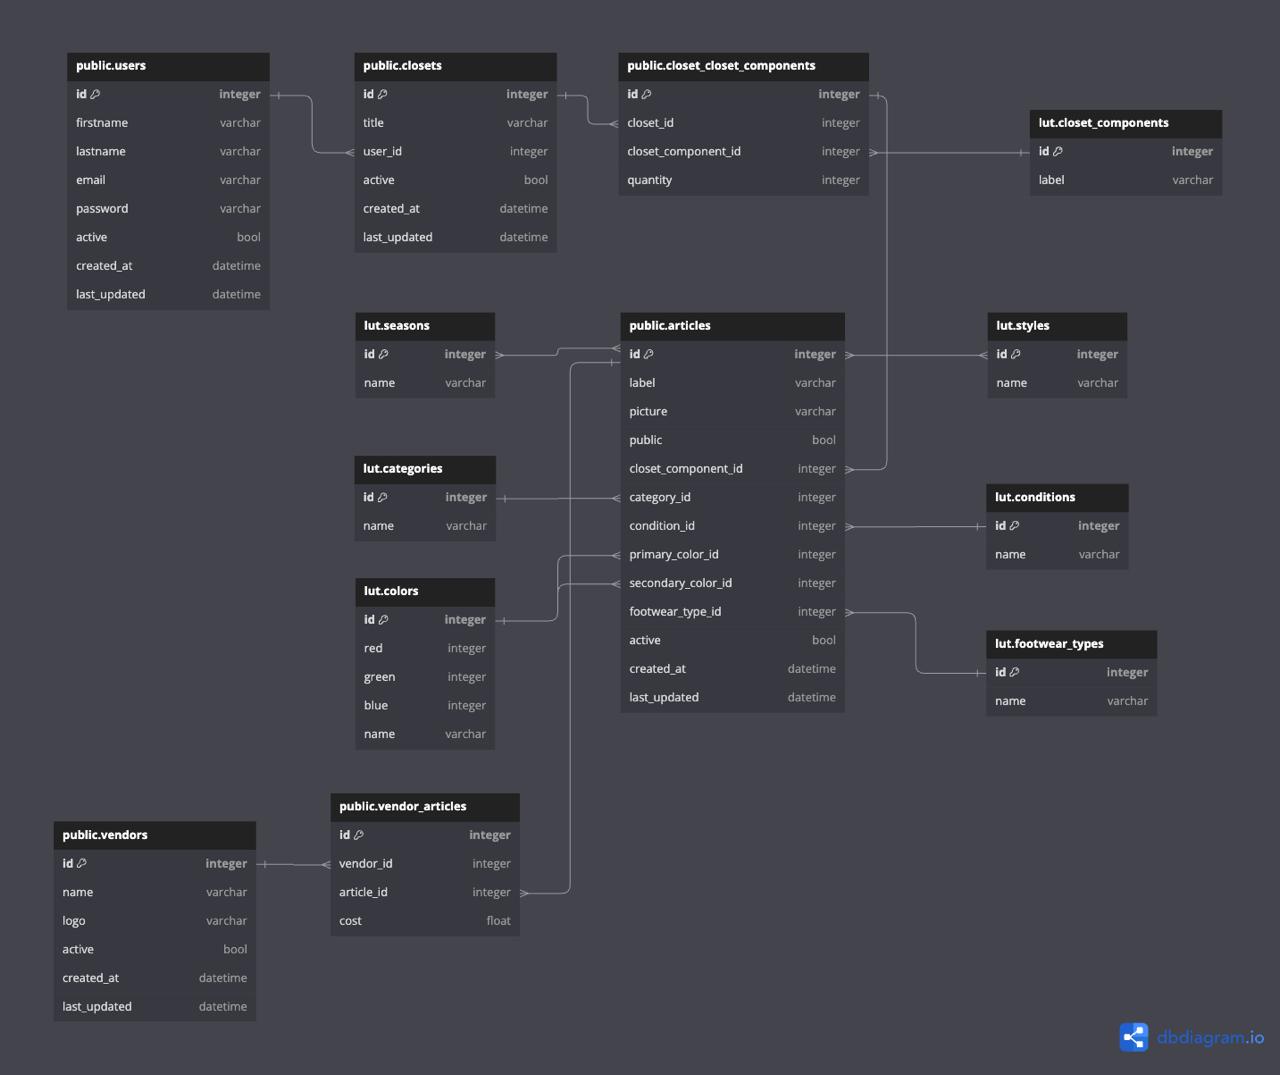 public.users
id integer
firstname varchar
lastname varchar
email varchar
password varchar
active bool
created_at datetime
last_updated datetime
public.closets
id integer
title varchar
user_id integer
active bool
created_at datetime
last_updated datetime
public.closet_closet_components
id integer
closet_id integer
closet_component_id integer
quantity integer
lut.closet_components
id integer
label varchar
lut.seasons
id integer
name varchar
public.articles
id integer
label varchar
picture varchar
public bool
closet_component_id integer
category_id integer
condition_id integer
primary_color_id integer
secondary_color_id integer
footwear_type_id integer
active bool
created_at datetime
last_updated datetime
lut.styles
id integer
name varchar
lut.categories
id integer
name varchar
lut.conditions
id integer
name varchar
lut.colors
id integer
red integer
green integer
blue integer
name varchar
lut.footwear_types
id integer
name varchar
public.vendors
id integer
name varchar
logo varchar
active bool
created_at datetime
last_updated datetime
public.vendor_articles
id integer
vendor_id integer
article_id integer
cost float
dbdiagram.io